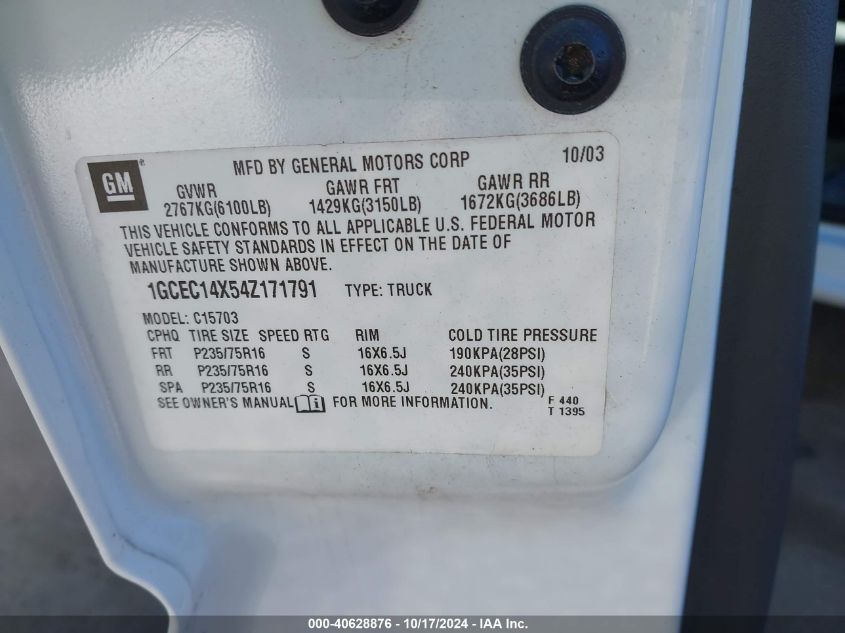 GM ® MFD BY GENERAL MOTORS CORP 10/03
GVWR GAWR FRT GAWR RR
2767KG(6100LB) 1429KG(3150LB) 1672KG(3686LB)
THIS VEHICLE CONFORMS TO ALL APPLICABLE U.S. FEDERAL MOTOR
VEHICLE SAFETY STANDARDS IN EFFECT ON THE DATE OF
MANUFACTURE SHOWN ABOVE.
1GCEC14X54Z171791 TYPE: TRUCK
MODEL: C15703
CPHQ TIRE SIZE SPEED RTG RIM COLD TIRE PRESSURE
FRT P235/75R16 S 16X6.5J 190KPA(28PSI)
RR P235/75R16 S 16X6.5J 240KPA(35PSI)
SPA P235/75R16 S 16X6.5J 240KPA(35PSI)
SEE OWNER'S MANUAL i FOR MORE INFORMATION. F 440
T 1395
000-40628876 - 10/17/2024 - IAA Inc.